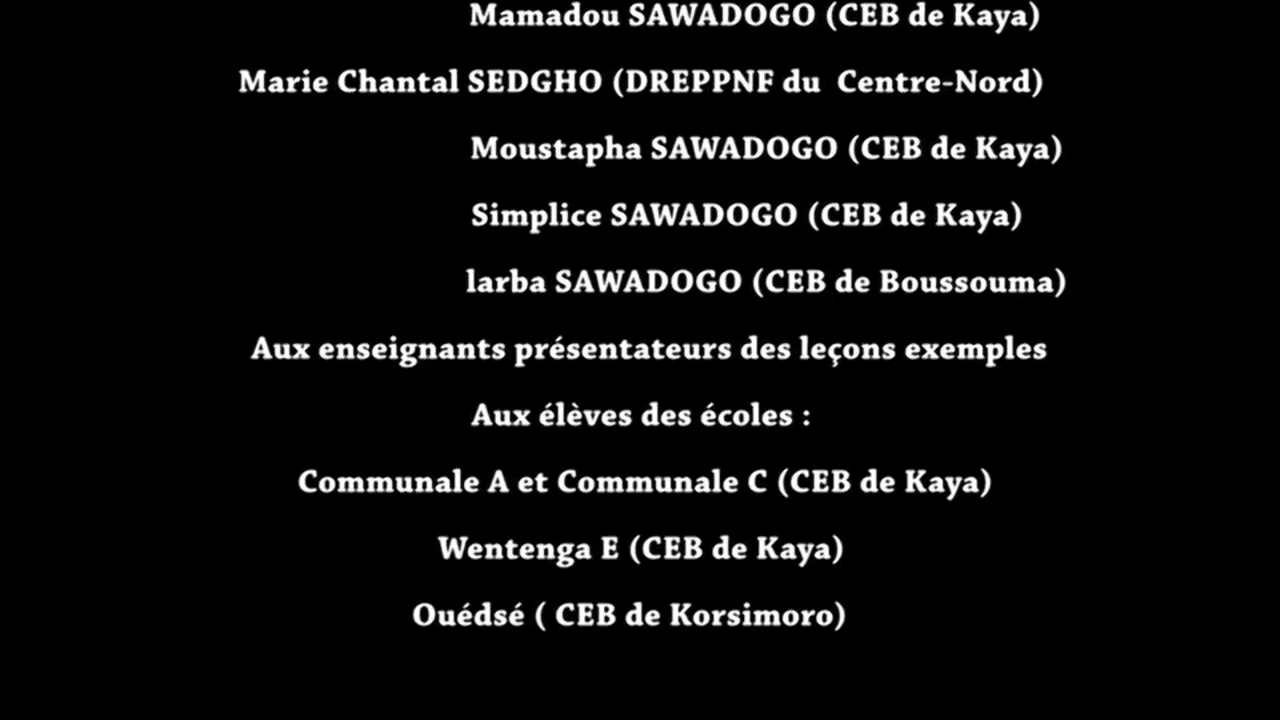 Mamadou SAWADOGO (CEB de Kaya)
Marie Chantal SEDGHO (DREPPNF du  Centre-Nord)
Moustapha SAWADOGO (CEB de Kaya)
Simplice SAWADOGO (CEB de Kaya)
larba SAWADOGO (CEB de Boussouma)
Aux enseignants présentateurs des leçons exemples
Aux élèves des écoles :
Communale A et Communale C (CEB de Kaya)
Wentenga E (CEB de Kaya)
Ouédsé ( CEB de Korsimoro)